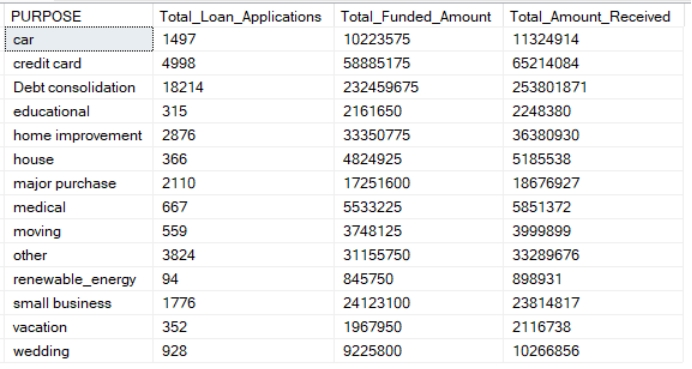 PURPOSE Total_Loan_Applications Total_Funded_Amount Total_Amount_Received
car 1497 10223575 11324914
credit card 4998 58885175 65214084
Debt consolidation 18214 232459675 253801871
educational 315 2161650 2248380
home improvement 2876 33350775 36380930
house 366 4824925 5185538
major purchase 2110 17251600 18676927
medical 667 5533225 5851372
moving 559 3748125 3999899
other 3824 31155750 33289676
renewable_energy 94 845750 898931
small business 1776 24123100 23814817
vacation 352 1967950 2116738
wedding 928 9225800 10266856